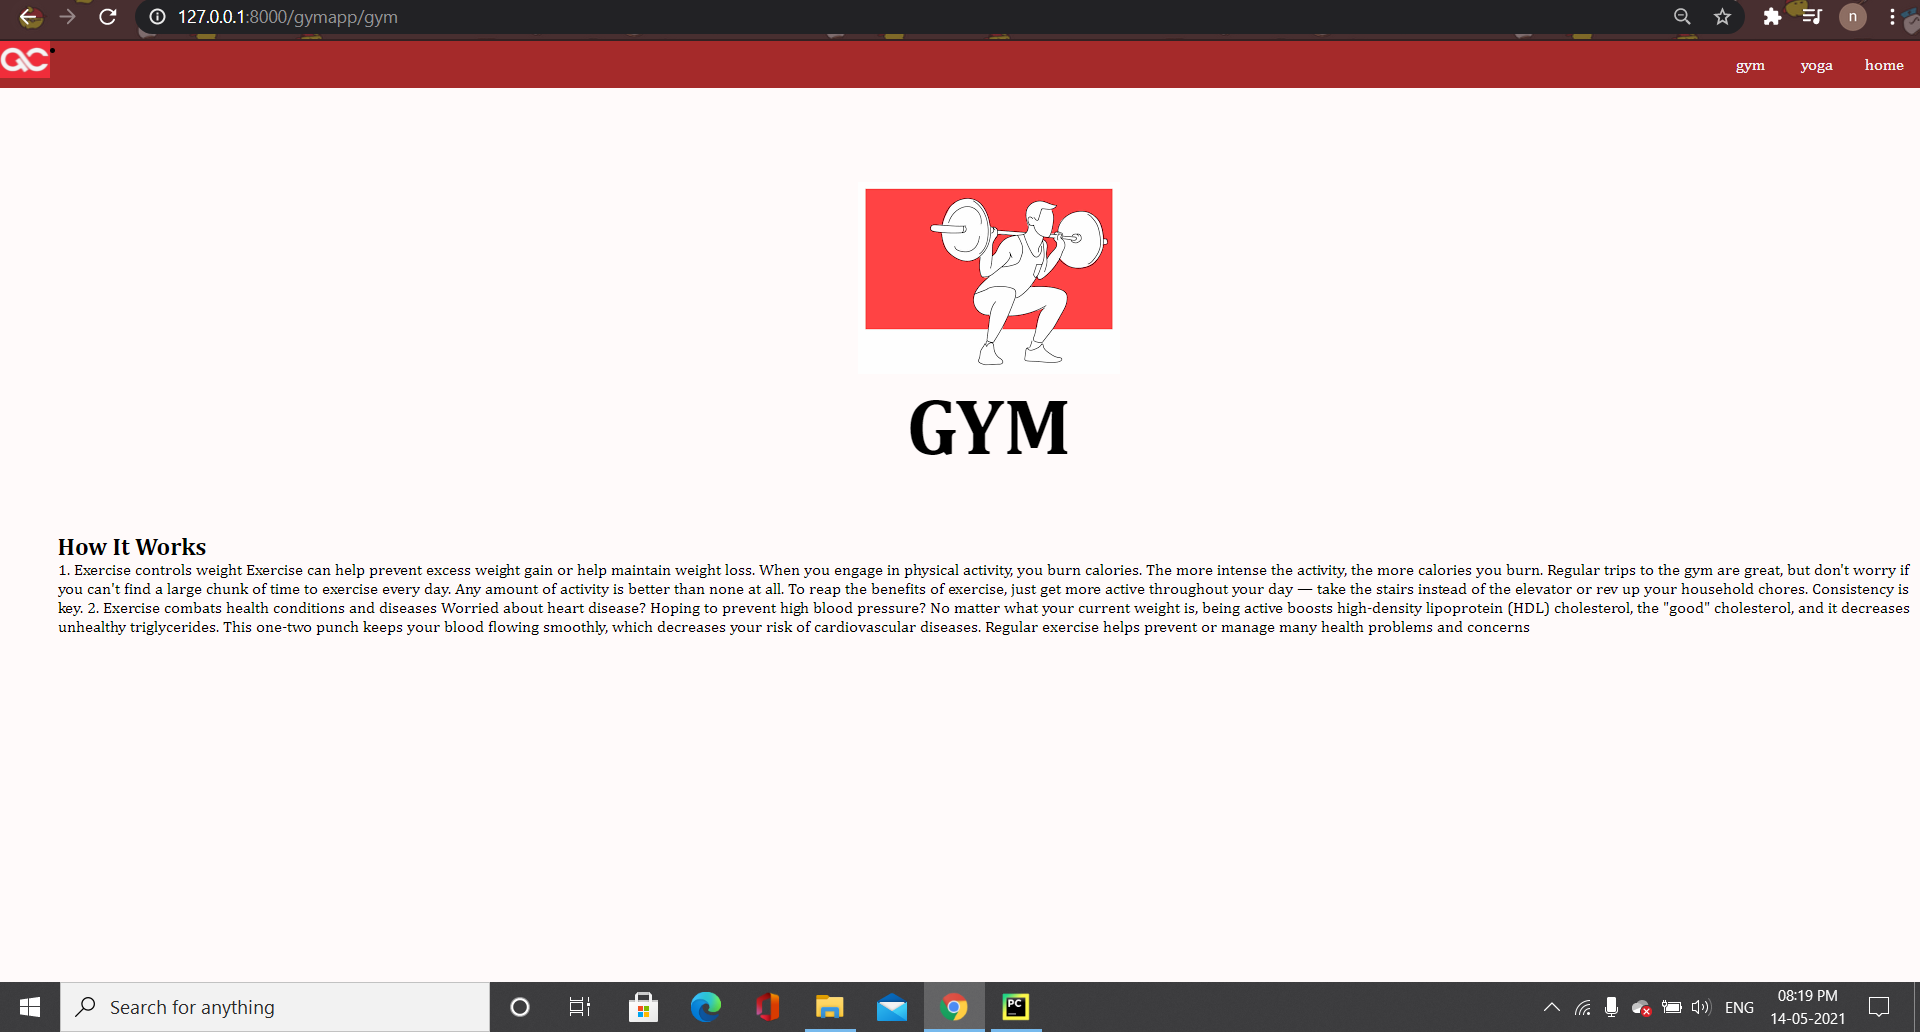 127.0.0.1:8000/gymapp/gym
n
QC
gym yoga home
GYM
How It Works
1. Exercise controls weight Exercise can help prevent excess weight gain or help maintain weight loss. When you engage in physical activity, you burn calories. The more intense the activity, the more calories you burn. Regular trips to the gym are great, but don't worry if
you can't find a large chunk of time to exercise every day. Any amount of activity is better than none at all. To reap the benefits of exercise, just get more active throughout your day — take the stairs instead of the elevator or rev up your household chores. Consistency is
key. 2. Exercise combats health conditions and diseases Worried about heart disease? Hoping to prevent high blood pressure? No matter what your current weight is, being active boosts high-density lipoprotein (HDL) cholesterol, the "good" cholesterol, and it decreases
unhealthy triglycerides. This one-two punch keeps your blood flowing smoothly, which decreases your risk of cardiovascular diseases. Regular exercise helps prevent or manage many health problems and concerns
Search for anything
PC
ENG
08:19 PM
14-05-2021